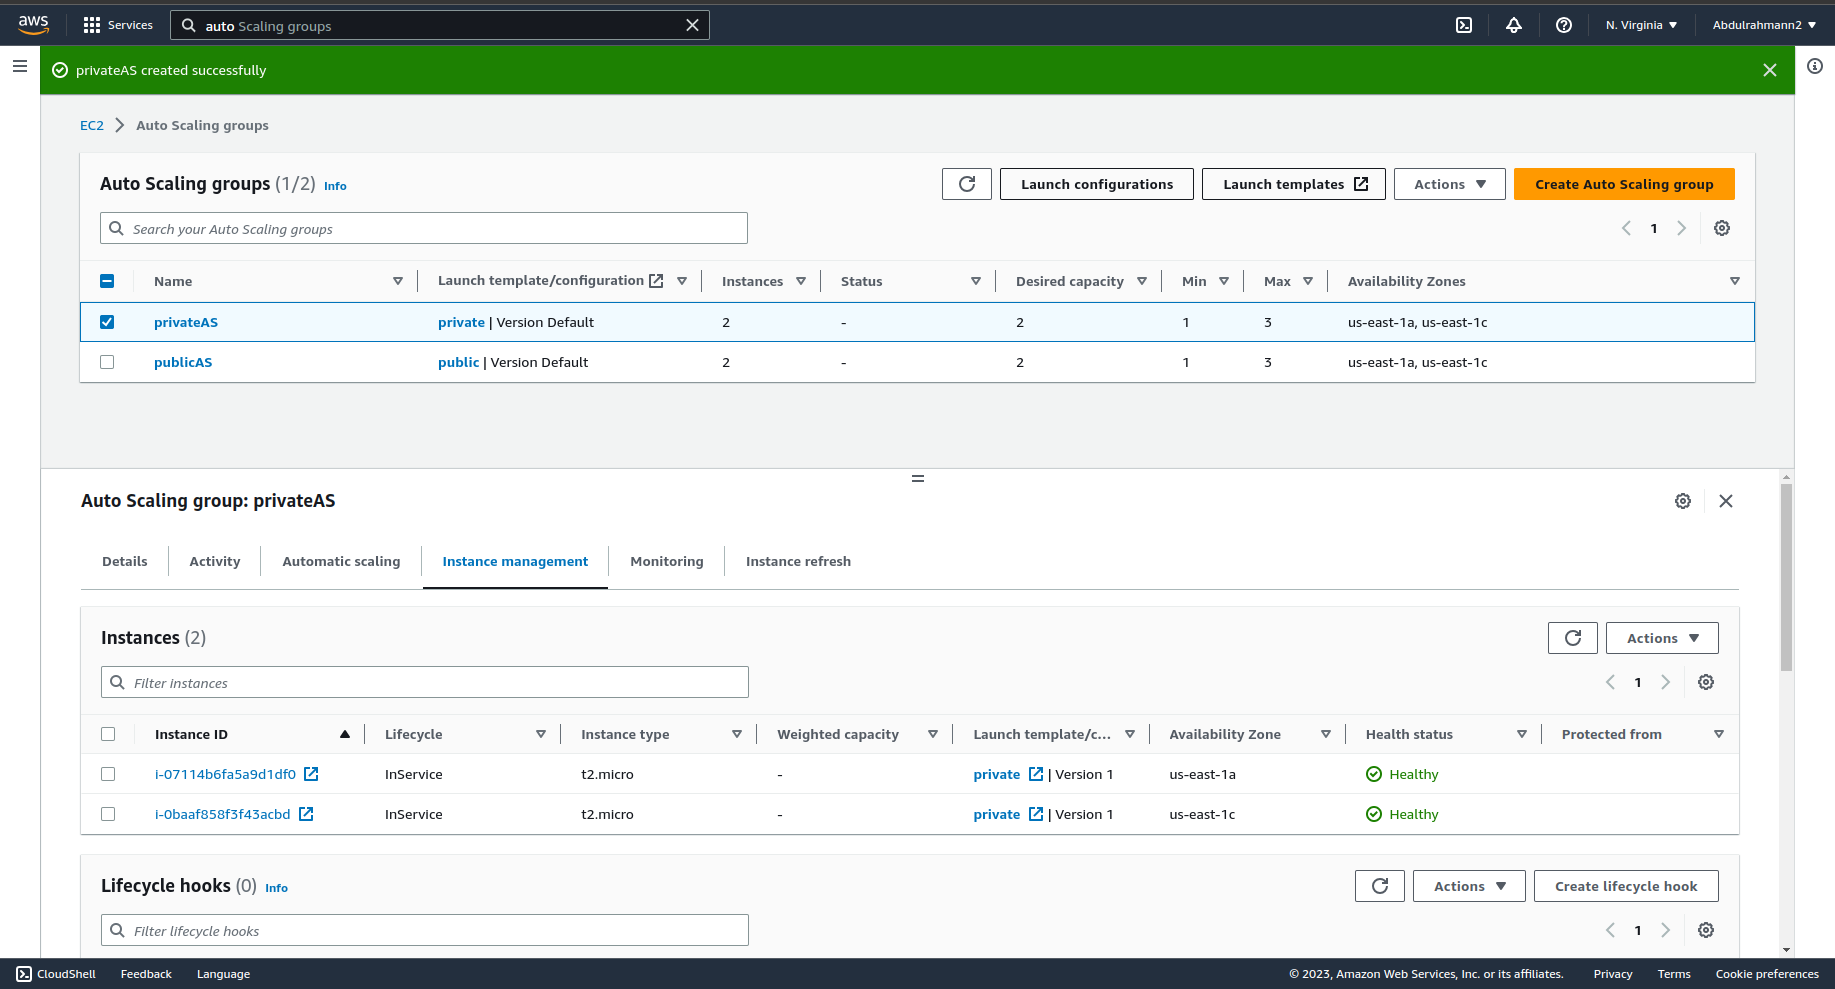 aws Services auto Scaling groups N. Virginia Abdulrahmann2
privateAS created successfully
EC2 Auto Scaling groups
Auto Scaling groups (1/2) Info Launch configurations Launch templates Actions Create Auto Scaling group
Search your Auto Scaling groups 1
Name Launch template/configuration Instances Status Desired capacity Min Max Availability Zones
privateAS private | Version Default 2 - 2 1 3 us-east-1a, us-east-1c
publicAS public | Version Default 2 - 2 1 3 us-east-1a, us-east-1c
Auto Scaling group: privateAS
Details Activity Automatic scaling Instance management Monitoring Instance refresh
Instances (2) Actions
Filter instances 1
Instance ID Lifecycle Instance type Weighted capacity Launch template/c... Availability Zone Health status Protected from
i-07114b6fa5a9d1df0 InService t2.micro - private | Version 1 us-east-1a Healthy
i-0baaf858f3f43acbd InService t2.micro - private | Version 1 us-east-1c Healthy
Lifecycle hooks (0) Info Actions Create lifecycle hook
Filter lifecycle hooks 1
CloudShell Feedback Language © 2023, Amazon Web Services, Inc. or its affiliates. Privacy Terms Cookie preferences